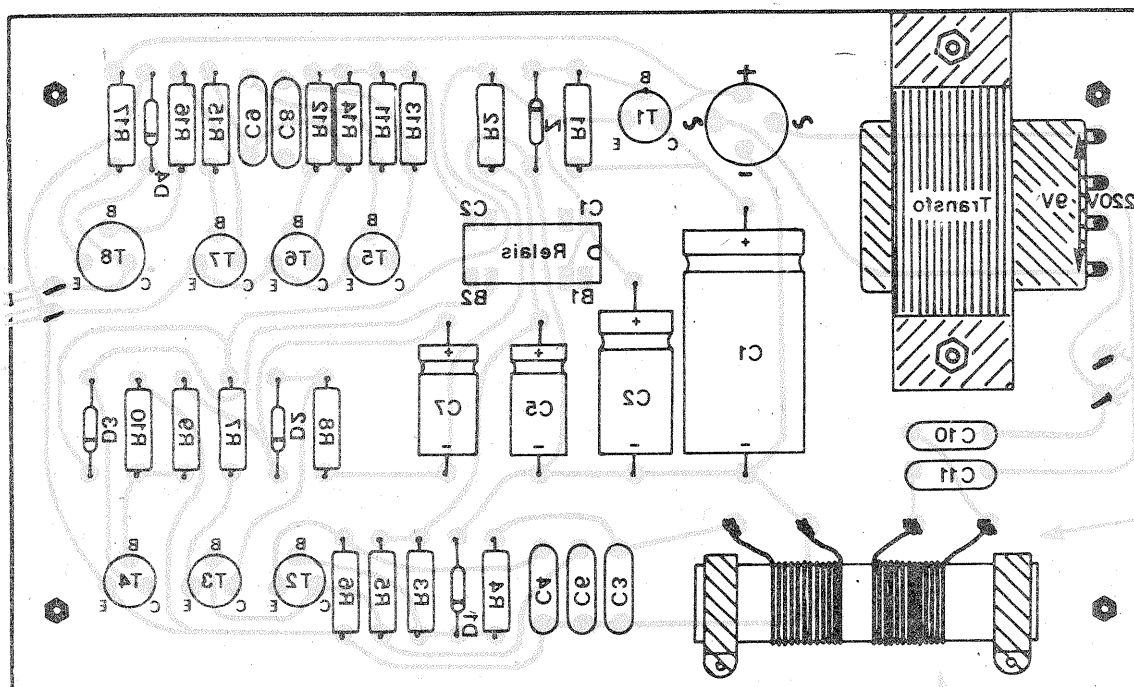 R17
D4
R16
R15
C9
C8
R12
R14
R11
R13
R2
Z
R1
B
T1
E
C
+
-
Transfo
9V
220V
B
T8
E
C
B
T7
E
C
B
T6
E
C
B
T5
E
C
C2
C1
Relais
B2
B1
+
C7
-
+
C5
-
+
C2
-
+
C1
-
D3
R10
R9
R7
D2
R8
C10
C11
B
T4
E
C
B
T3
E
C
B
T2
E
C
R6
R5
R3
D1
R4
C4
C6
C3